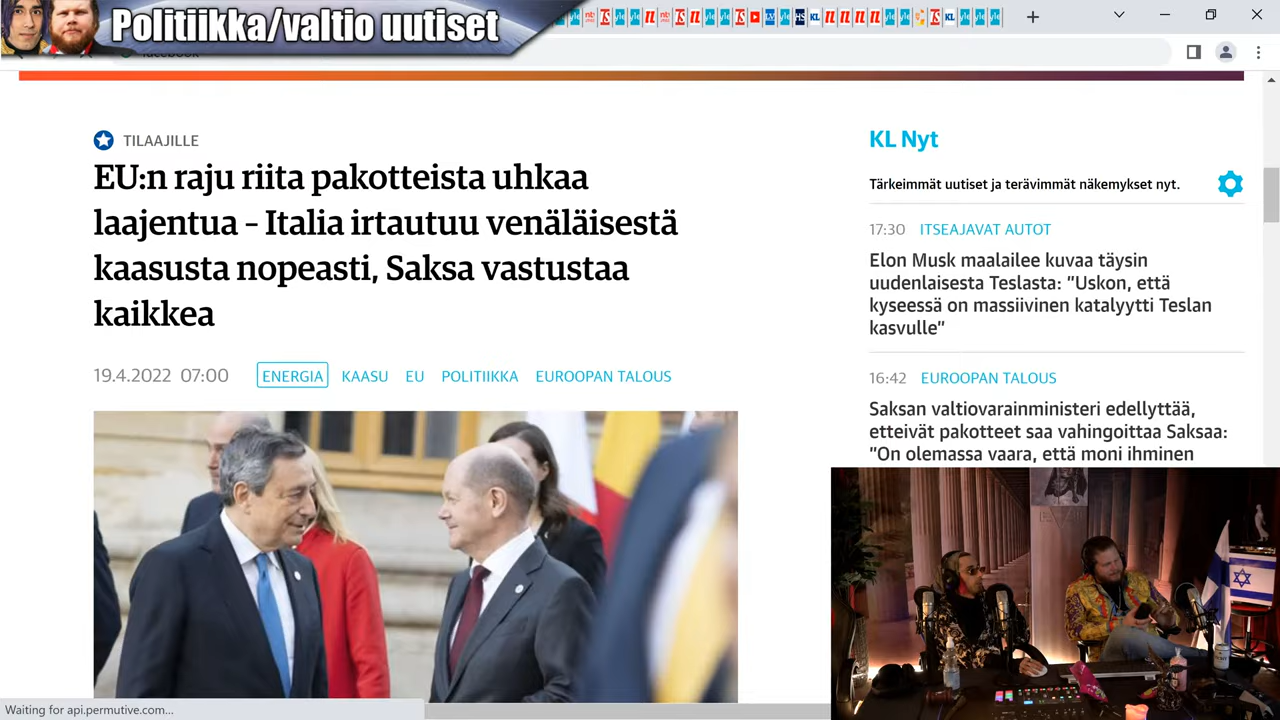 Politiikka/valtio uutiset
facebook
TILAAJILLE
EU:n raju riita pakotteista uhkaa
laajentua – Italia irtautuu venäläisestä
kaasusta nopeasti, Saksa vastustaa
kaikkea
19.4.2022 07:00 ENERGIA KAASU EU POLITIIKKA EUROOPAN TALOUS
KL Nyt
Tärkeimmät uutiset ja terävimmät näkemykset nyt.
17:30 ITSEAJAVAT AUTOT
Elon Musk maalailee kuvaa täysin
uudenlaisesta Teslasta: ”Uskon, että
kyseessä on massiivinen katalyytti Teslan
kasvulle”
16:42 EUROOPAN TALOUS
Saksan valtiovarainministeri edellyttää,
etteivät pakotteet saa vahingoittaa Saksaa:
”On olemassa vaara, että moni ihminen
Waiting for api.permutive.com...